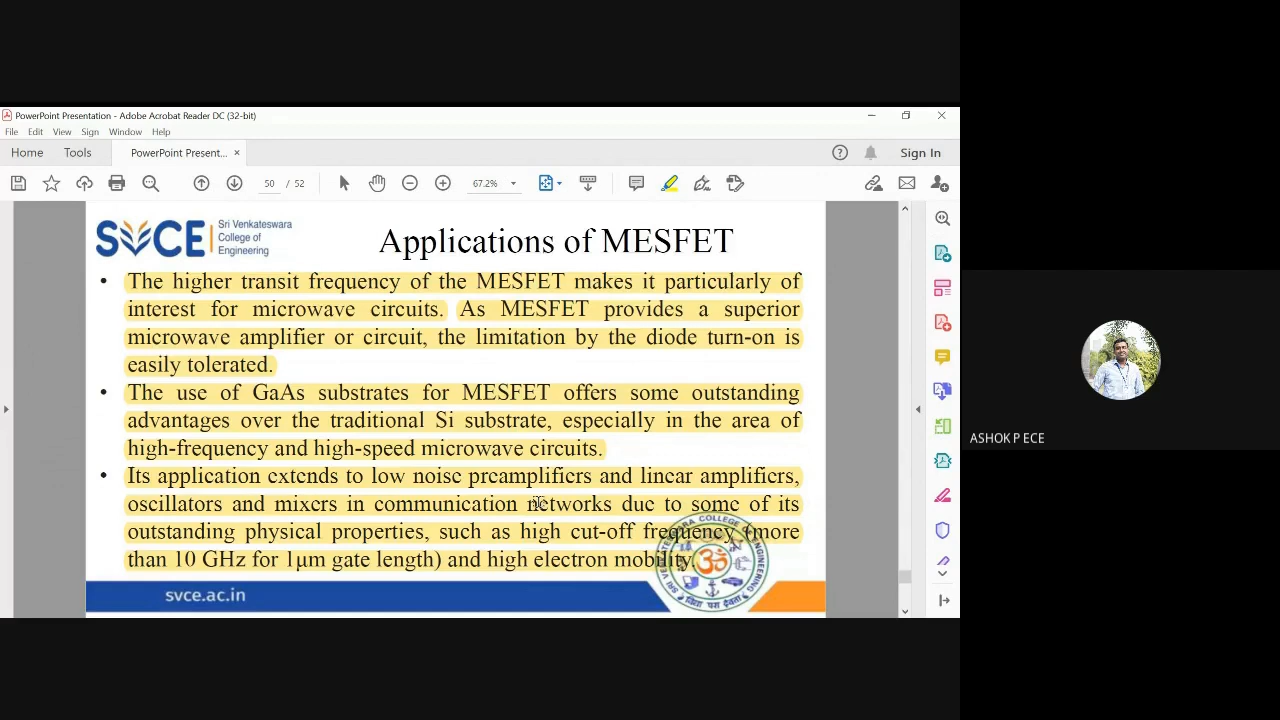 PowerPoint Presentation - Adobe Acrobat Reader DC (32-bit)
File Edit View Sign Window Help
Home Tools PowerPoint Present... × Sign In
50 / 52 67.2%
SVCE Sri Venkateswara
College of
Engineering
Applications of MESFET
• The higher transit frequency of the MESFET makes it particularly of
interest for microwave circuits. As MESFET provides a superior
microwave amplifier or circuit, the limitation by the diode turn-on is
easily tolerated.
• The use of GaAs substrates for MESFET offers some outstanding
advantages over the traditional Si substrate, especially in the area of
high-frequency and high-speed microwave circuits.
• Its application extends to low noise preamplifiers and linear amplifiers,
oscillators and mixers in communication networks due to some of its
outstanding physical properties, such as high cut-off frequency (more
than 10 GHz for 1μm gate length) and high electron mobility.
SRI VENKATESWARA COLLEGE OF ENGINEERING
ॐ
svce.ac.in
ASHOK P ECE